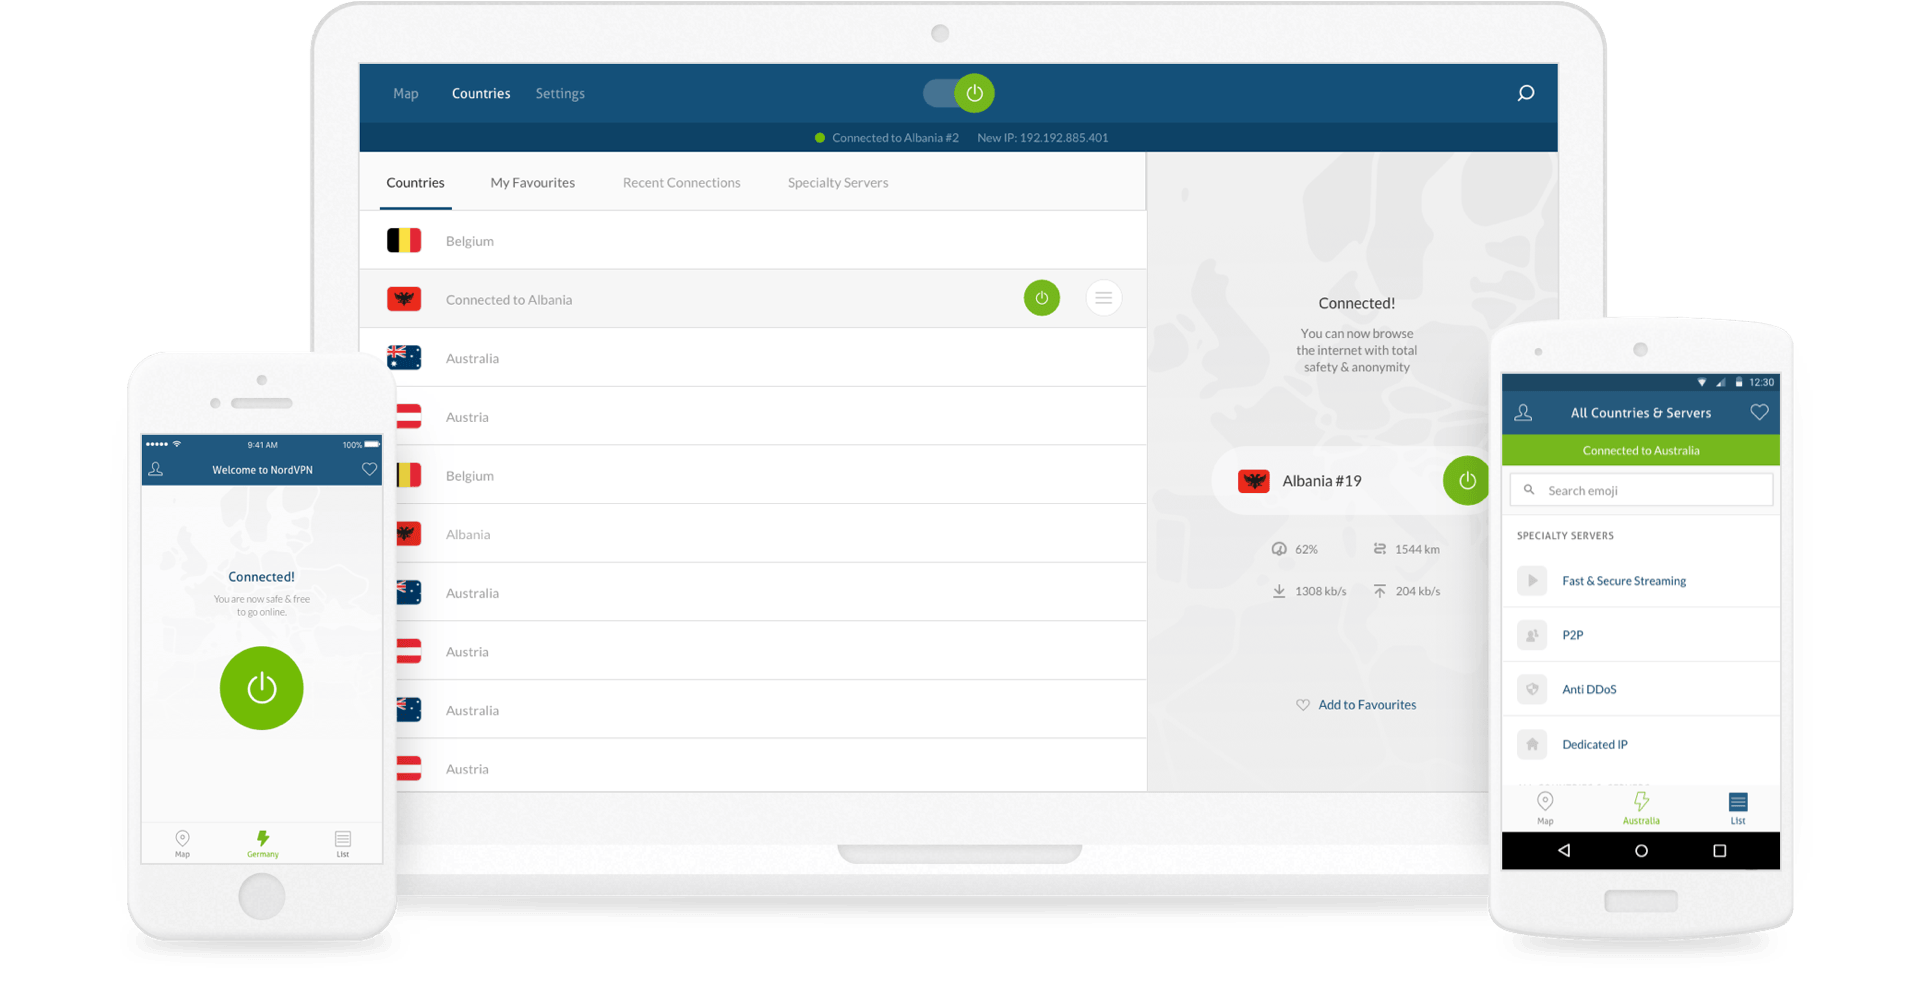 Map Countries Settings
Connected to Albania #2 New IP: 192.192.885.401
Countries My Favourites Recent Connections Specialty Servers
Belgium
Connected to Albania
Australia
Austria
Belgium
Albania
Australia
Austria
Australia
Austria
Connected!
You can now browse
the internet with total
safety & anonymity
Albania #19
62% 1544 km
1308 kb/s 204 kb/s
Add to Favourites
9:41 AM 100%
Welcome to NordVPN
Connected!
You are now safe & free
to go online.
Map Germany LIst
12:30
All Countries & Servers
Connected to Australia
Search emoji
SPECIALTY SERVERS
Fast & Secure Streaming
P2P
Anti DDoS
Dedicated IP
Map Australia LIst